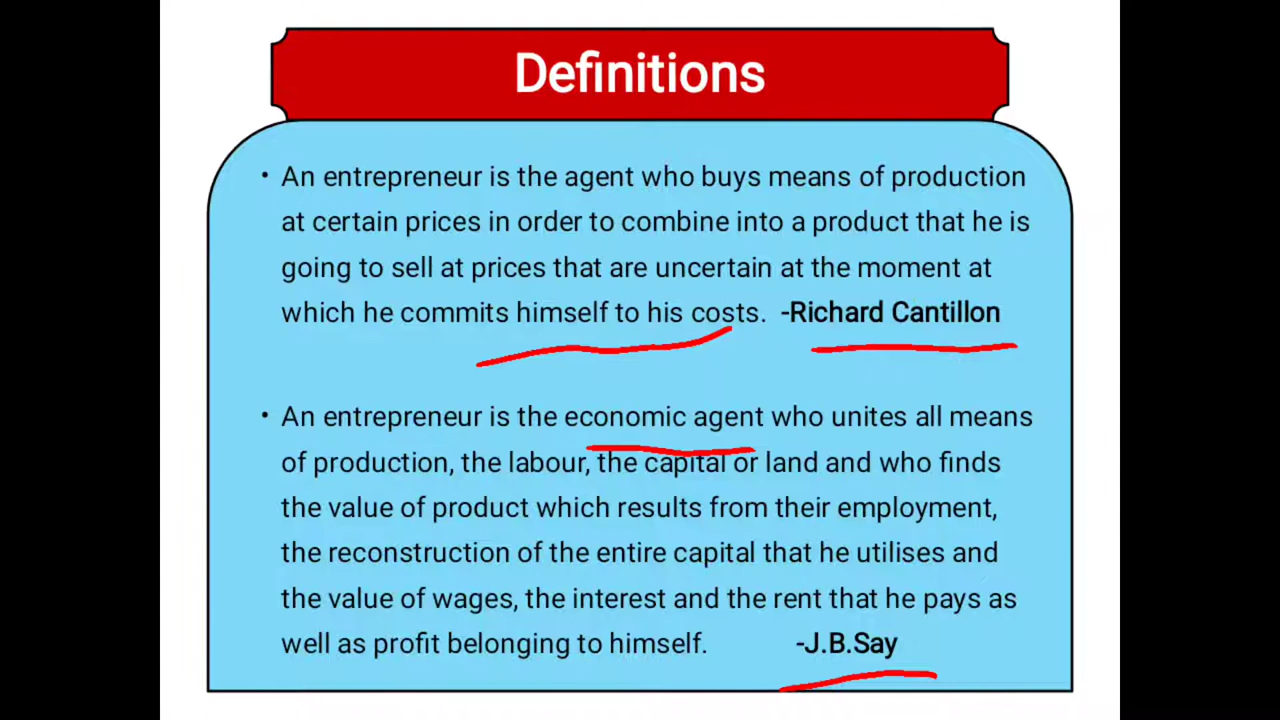 Definitions
• An entrepreneur is the agent who buys means of production
at certain prices in order to combine into a product that he is
going to sell at prices that are uncertain at the moment at
which he commits himself to his costs. -Richard Cantillon
• An entrepreneur is the economic agent who unites all means
of production, the labour, the capital or land and who finds
the value of product which results from their employment,
the reconstruction of the entire capital that he utilises and
the value of wages, the interest and the rent that he pays as
well as profit belonging to himself. -J.B.Say